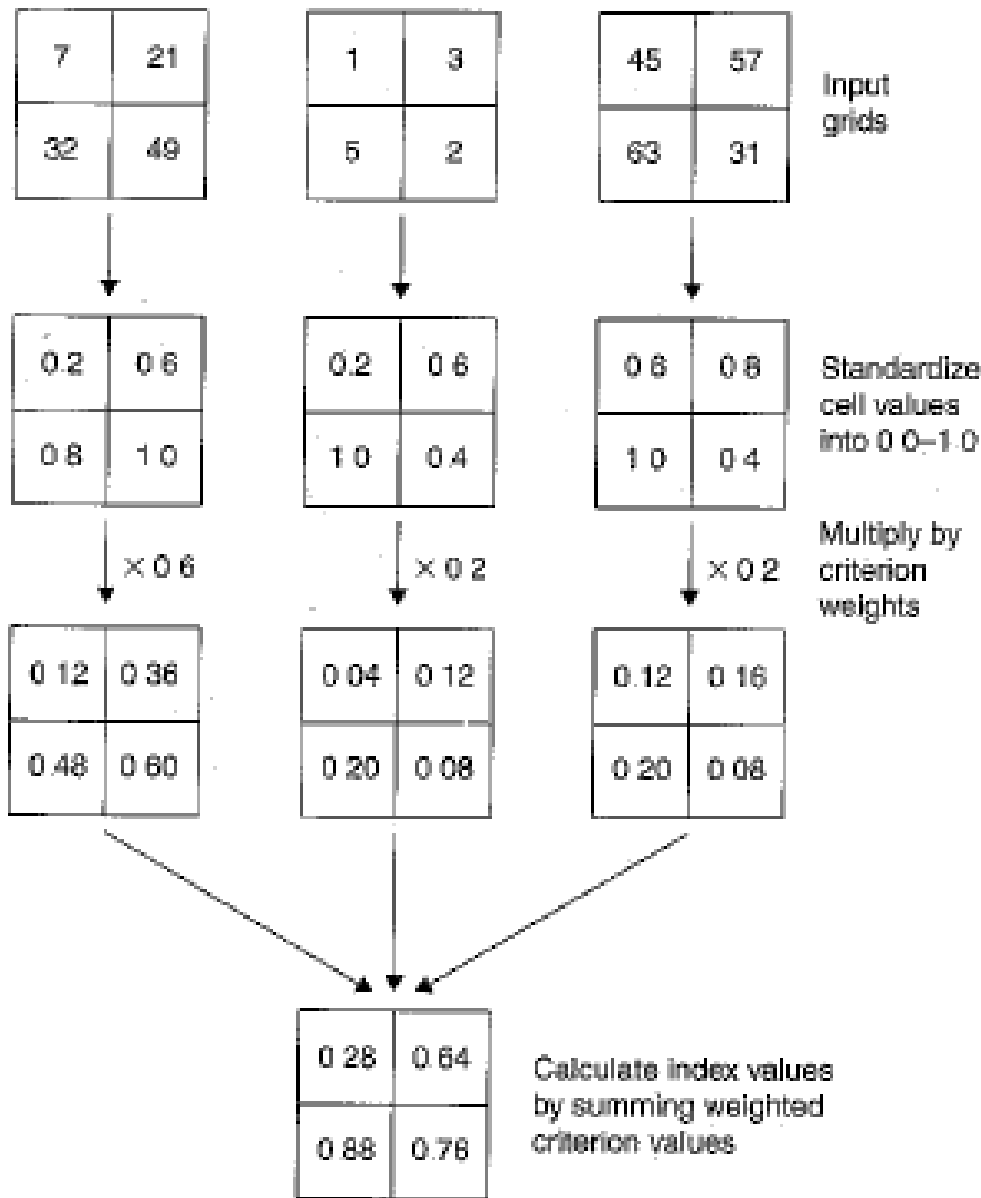 7 21 1 3 45 57
Input
grids
32 49 5 2 63 31
0.2 0 6 0.2 0 6 0 6 0 8
Standardize
cell values
into 0 0–1 0
0 8 1 0 1 0 0.4 1 0 0 4
× 0 6 × 0 2 × 0 2
Multiply by
criterion
weights
0 12 0 36 0 04 0 12 0.12 0 16
0 48 0 60 0 20 0 08 0 20 0 08
0 28 0 64
0 88 0 76
Calculate index values
by summing weighted
criterion values